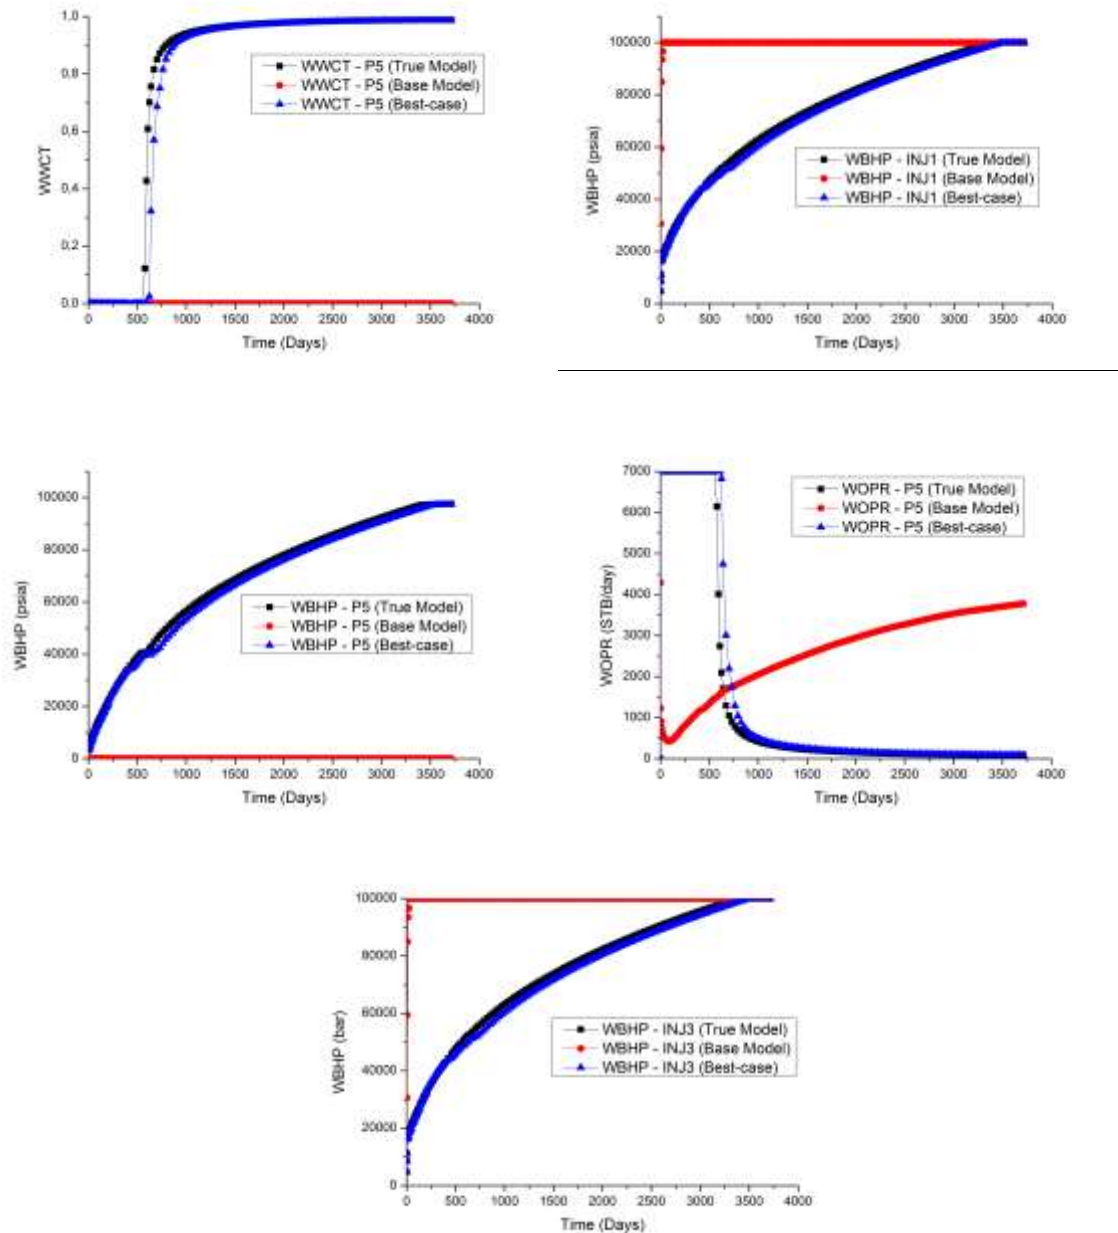 1,0
0,8
0,6
0,4
0,2
0,0
WWCT
WWCT - P5 (True Model)
WWCT - P5 (Base Model)
WWCT - P5 (Best-case)
0 500 1000 1500 2000 2500 3000 3500 4000
Time (Days)
100000
80000
60000
40000
20000
0
WBHP (psia)
WBHP - INJ1 (True Model)
WBHP - INJ1 (Base Model)
WBHP - INJ1 (Best-case)
0 500 1000 1500 2000 2500 3000 3500 4000
Time (Days)
100000
80000
60000
40000
20000
0
WBHP (psia)
WBHP - P5 (True Model)
WBHP - P5 (Base Model)
WBHP - P5 (Best-case)
0 500 1000 1500 2000 2500 3000 3500 4000
Time (Days)
7000
6000
5000
4000
3000
2000
1000
0
WOPR (STB/day)
WOPR - P5 (True Model)
WOPR - P5 (Base Model)
WOPR - P5 (Best-case)
0 500 1000 1500 2000 2500 3000 3500 4000
Time (Days)
100000
80000
60000
40000
20000
0
WBHP (bar)
WBHP - INJ3 (True Model)
WBHP - INJ3 (Base Model)
WBHP - INJ3 (Best-case)
0 500 1000 1500 2000 2500 3000 3500 4000
Time (Days)